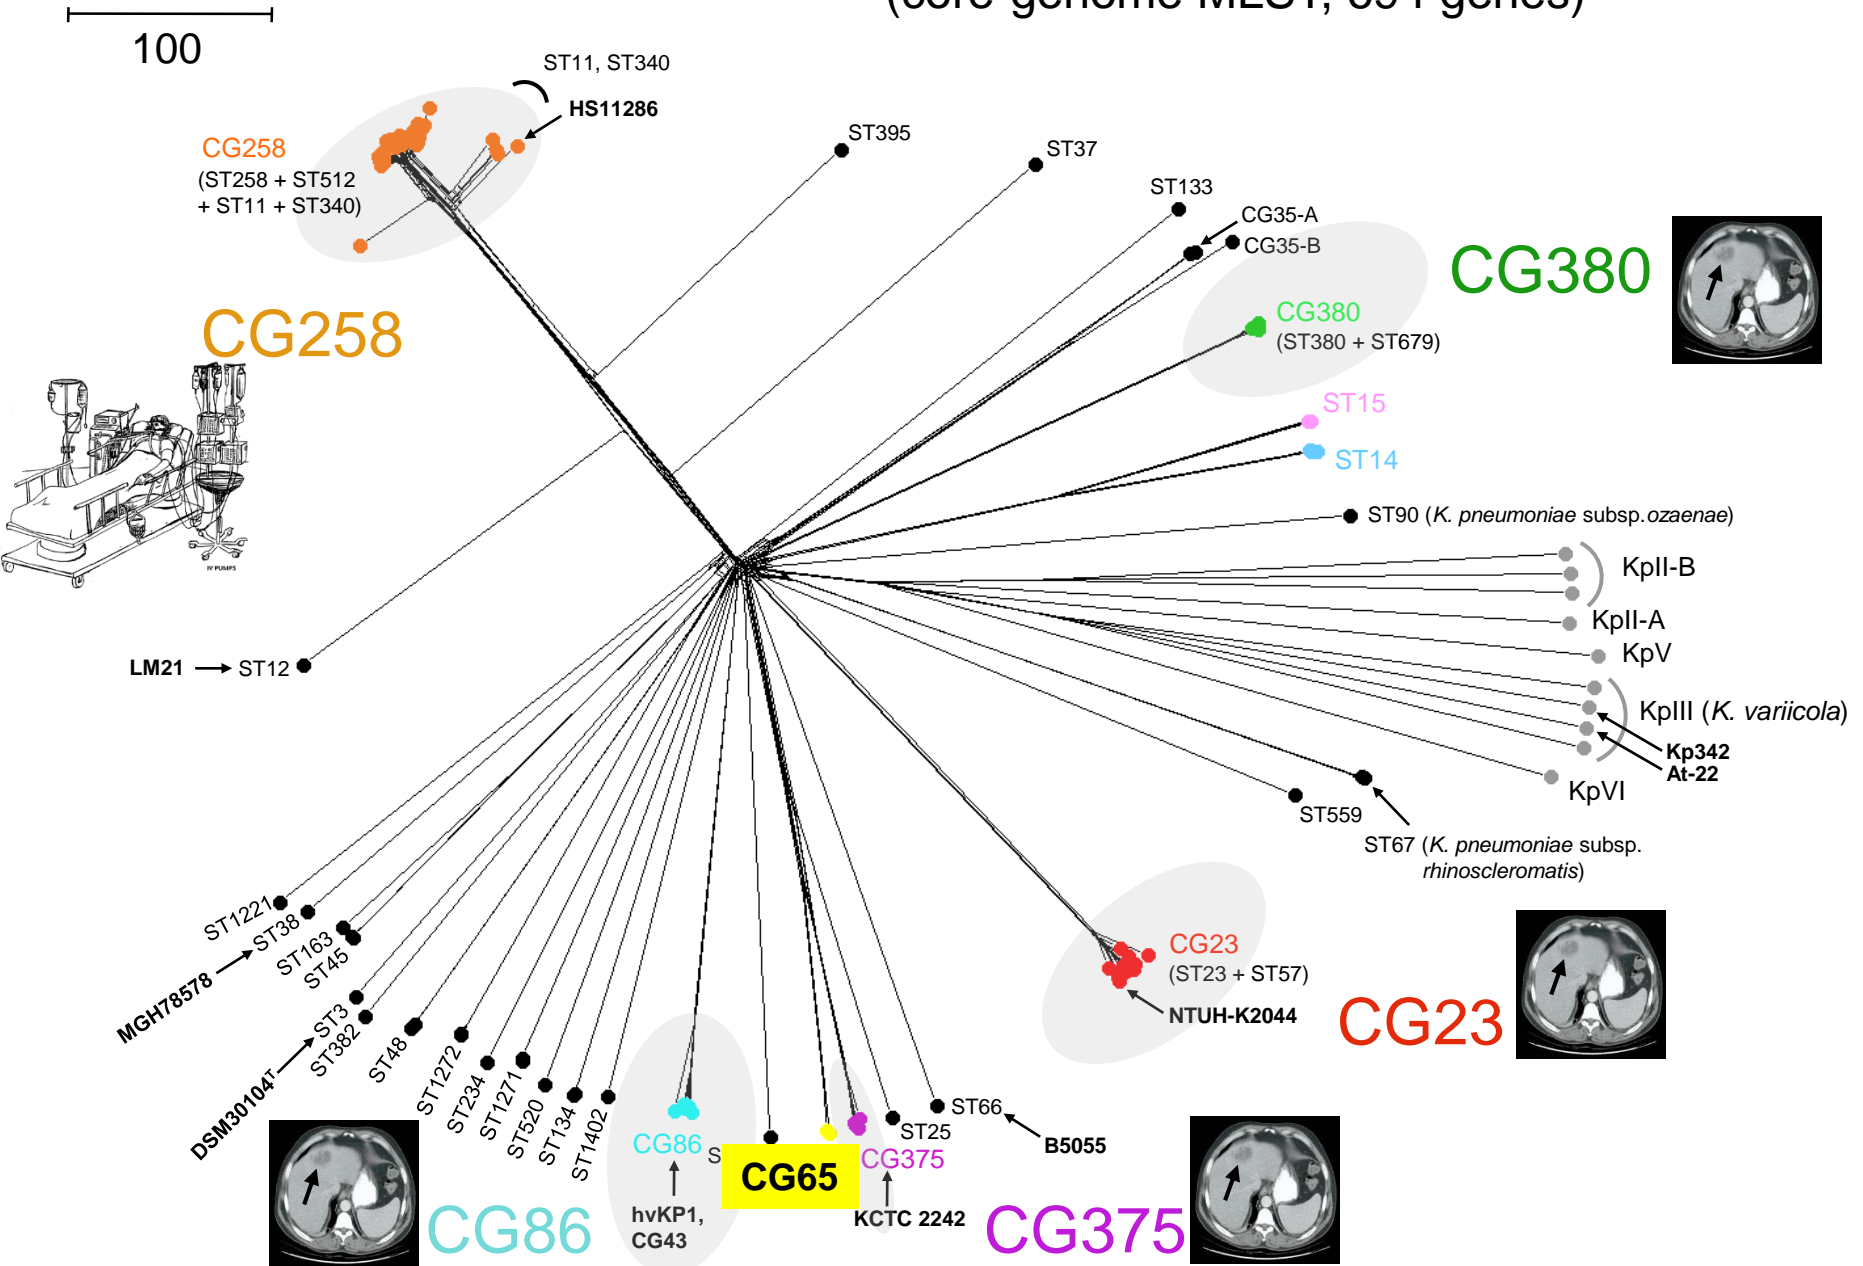 100
ST11, ST340
HS11286
CG258
(ST258 + ST512
+ ST11 + ST340)
ST395
ST37
ST133
CG35-A
CG35-B
CG380
CG380
(ST380 + ST679)
CG258
ST15
ST14
ST90 (K. pneumoniae subsp.ozaenae)
IV PUMPS
KpII-B
KpII-A
KpV
LM21
ST12
KpIII (K. variicola)
Kp342
At-22
KpVI
ST559
ST67 (K. pneumoniae subsp.
rhinoscleromatis)
ST1221
ST38
ST163
ST45
MGH78578
ST3
ST382
DSM30104T
ST48
ST1272
ST234
ST1271
ST520
ST134
ST1402
CG23
(ST23 + ST57)
NTUH-K2044
CG23
CG86
S
CG65
CG375
ST25
ST66
B5055
hvKP1,
CG43
KCTC 2242
CG86
CG375